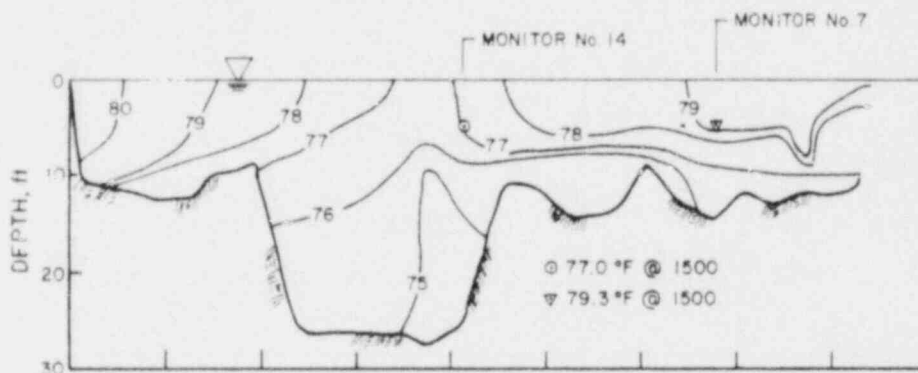 MONITOR No. 7
MONITOR No. 14
0
80
79
78
77
79
78
77
10
76
75
20
30
DEPTH, ft
⊙ 77.0 °F @ 1500
▽ 79.3 °F @ 1500